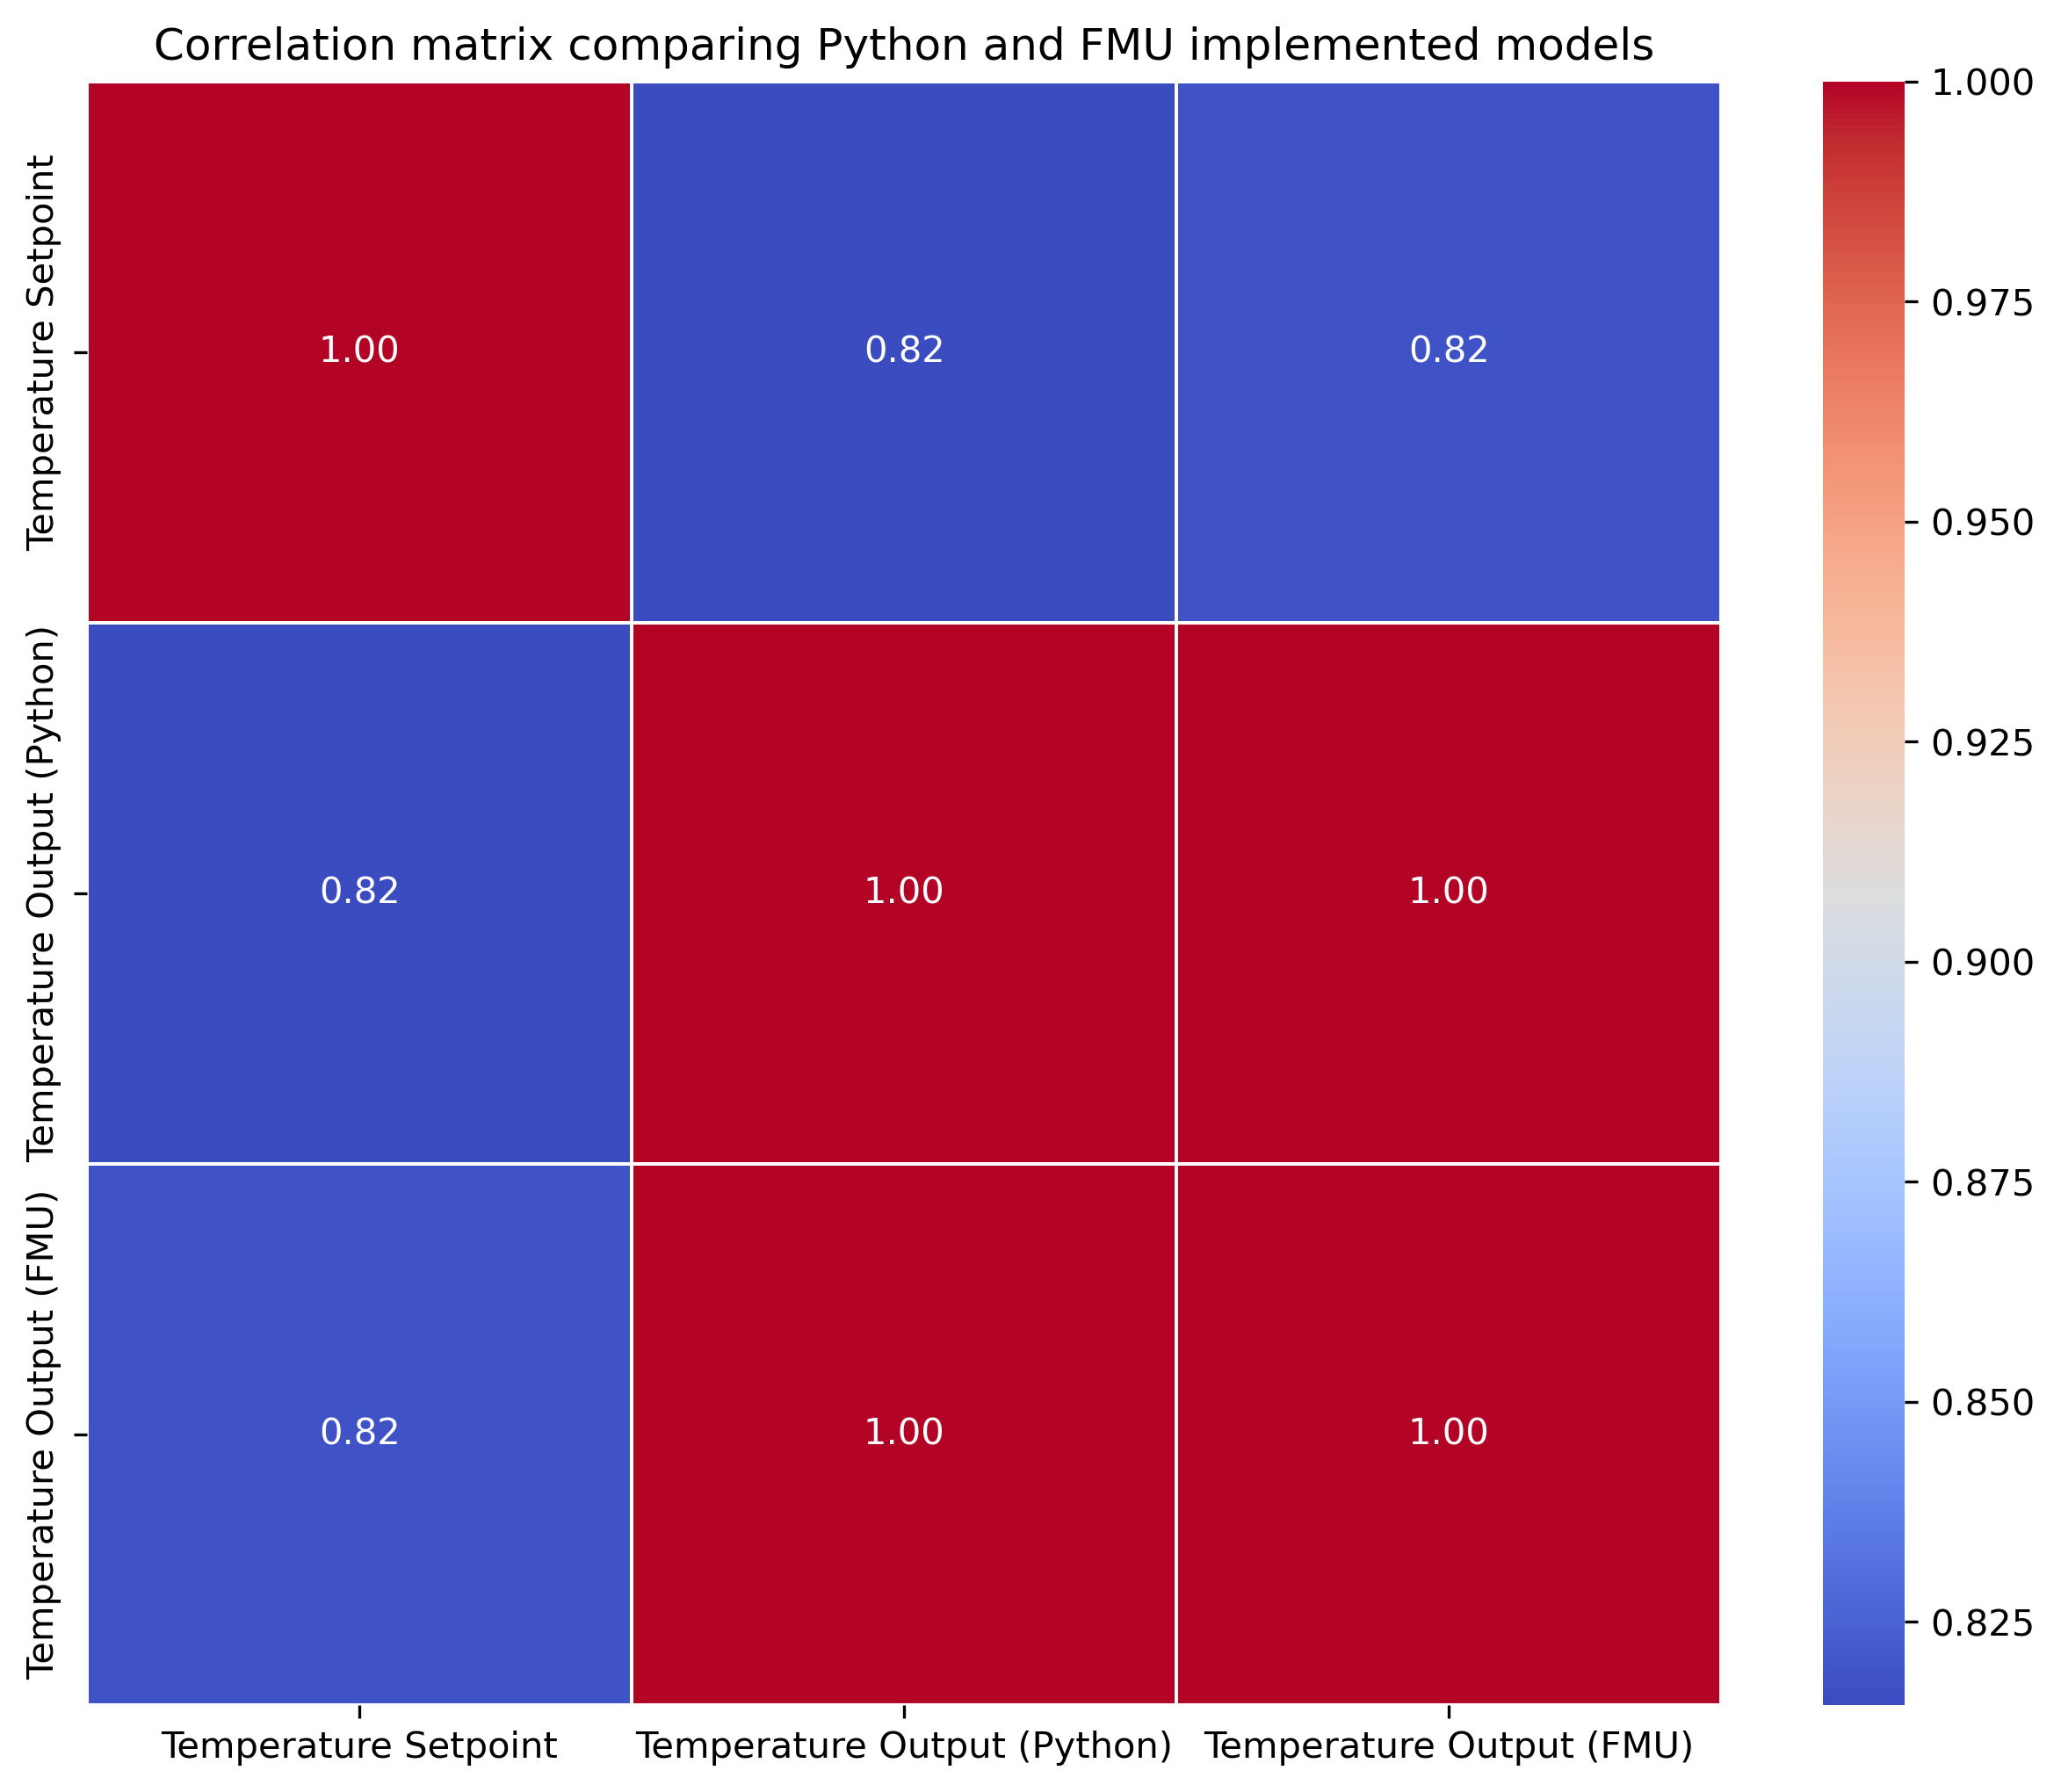 Correlation matrix comparing Python and FMU implemented models
Temperature Setpoint
1.00
0.82
0.82
Temperature Output (Python)
0.82
1.00
1.00
Temperature Output (FMU)
0.82
1.00
1.00
Temperature Setpoint
Temperature Output (Python)
Temperature Output (FMU)
1.000
0.975
0.950
0.925
0.900
0.875
0.850
0.825